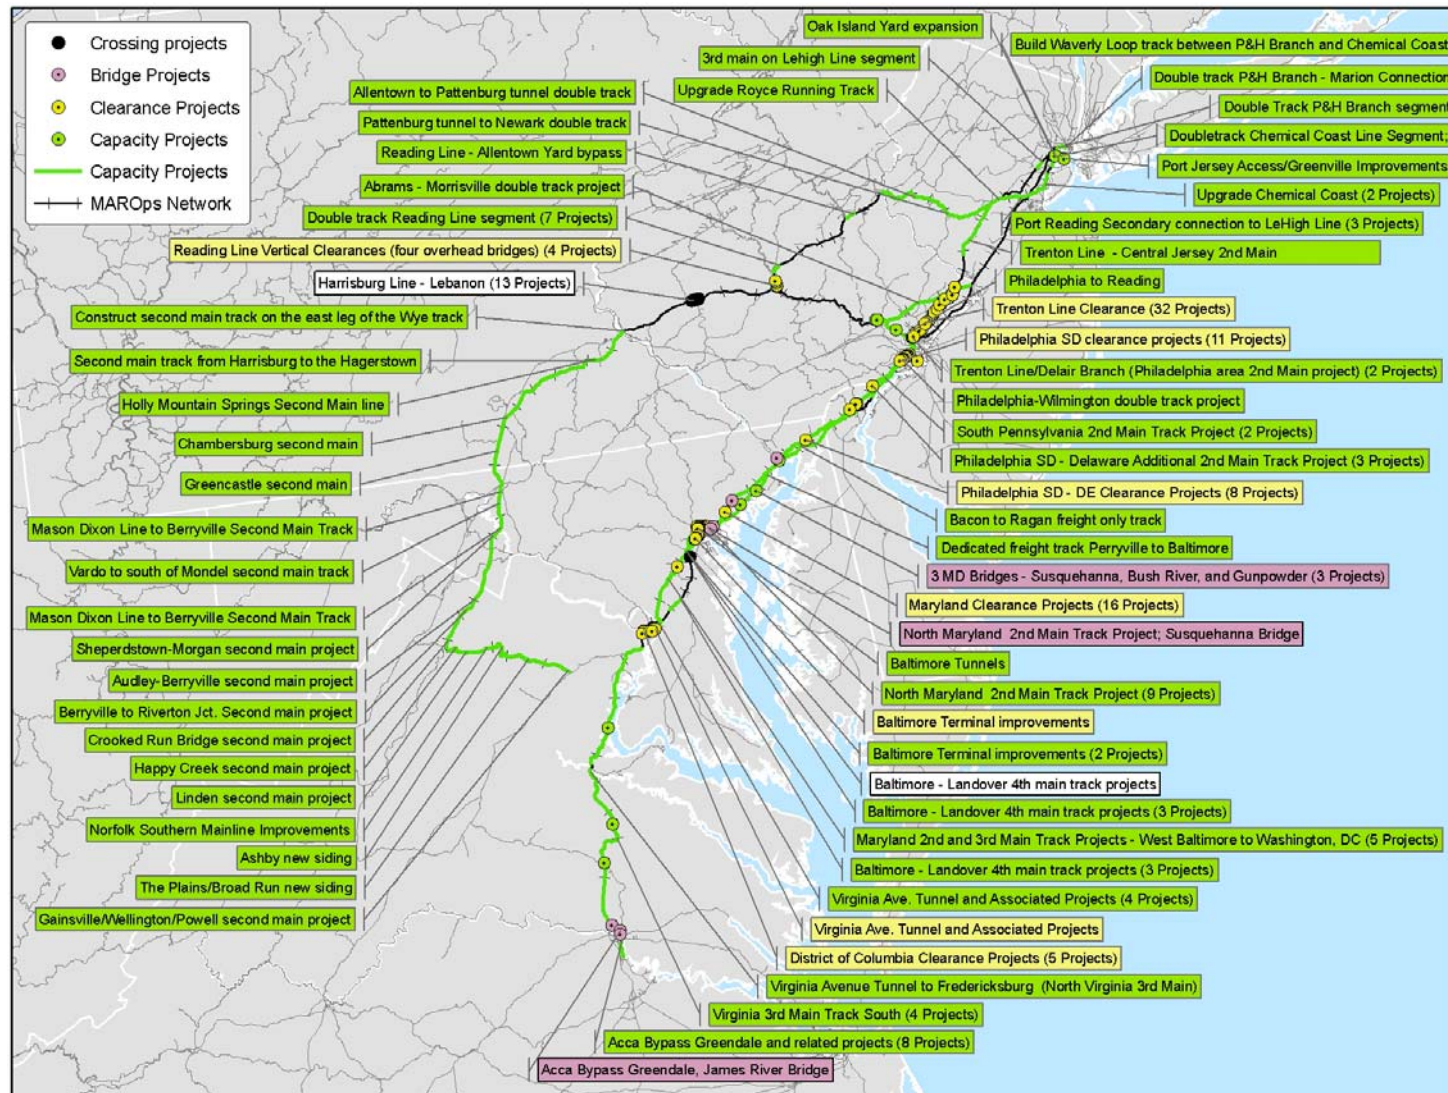 Crossing projects
Bridge Projects
Clearance Projects
Capacity Projects
Capacity Projects
MAROps Network
Oak Island Yard expansion
Build Waverly Loop track between P&H Branch and Chemical Coast
3rd main on Lehigh Line segment
Double track P&H Branch - Marion Connection
Allentown to Pattenburg tunnel double track
Upgrade Royce Running Track
Double Track P&H Branch segment
Pattenburg tunnel to Newark double track
Doubletrack Chemical Coast Line Segment;
Reading Line - Allentown Yard bypass
Port Jersey Access/Greenville Improvements
Abrams - Morrisville double track project
Upgrade Chemical Coast (2 Projects)
Double track Reading Line segment (7 Projects)
Port Reading Secondary connection to LeHigh Line (3 Projects)
Reading Line Vertical Clearances (four overhead bridges) (4 Projects)
Trenton Line - Central Jersey 2nd Main
Harrisburg Line - Lebanon (13 Projects)
Philadelphia to Reading
Construct second main track on the east leg of the Wye track
Trenton Line Clearance (32 Projects)
Philadelphia SD clearance projects (11 Projects)
Second main track from Harrisburg to the Hagerstown
Trenton Line/Delair Branch (Philadelphia area 2nd Main project) (2 Projects)
Holly Mountain Springs Second Main line
Philadelphia-Wilmington double track project
Chambersburg second main
South Pennsylvania 2nd Main Track Project (2 Projects)
Philadelphia SD - Delaware Additional 2nd Main Track Project (3 Projects)
Greencastle second main
Philadelphia SD - DE Clearance Projects (8 Projects)
Mason Dixon Line to Berryville Second Main Track
Bacon to Ragan freight only track
Dedicated freight track Perryville to Baltimore
Vardo to south of Mondel second main track
3 MD Bridges - Susquehanna, Bush River, and Gunpowder (3 Projects)
Maryland Clearance Projects (16 Projects)
Mason Dixon Line to Berryville Second Main Track
North Maryland 2nd Main Track Project; Susquehanna Bridge
Sheperdstown-Morgan second main project
Baltimore Tunnels
Audley-Berryville second main project
North Maryland 2nd Main Track Project (9 Projects)
Berryville to Riverton Jct. Second main project
Baltimore Terminal improvements
Crooked Run Bridge second main project
Baltimore Terminal improvements (2 Projects)
Happy Creek second main project
Baltimore - Landover 4th main track projects
Linden second main project
Baltimore - Landover 4th main track projects (3 Projects)
Norfolk Southern Mainline Improvements
Maryland 2nd and 3rd Main Track Projects - West Baltimore to Washington, DC (5 Projects)
Ashby new siding
Baltimore - Landover 4th main track projects (3 Projects)
The Plains/Broad Run new siding
Virginia Ave. Tunnel and Associated Projects (4 Projects)
Gainsville/Wellington/Powell second main project
Virginia Ave. Tunnel and Associated Projects
District of Columbia Clearance Projects (5 Projects)
Virginia Avenue Tunnel to Fredericksburg (North Virginia 3rd Main)
Virginia 3rd Main Track South (4 Projects)
Acca Bypass Greendale and related projects (8 Projects)
Acca Bypass Greendale, James River Bridge